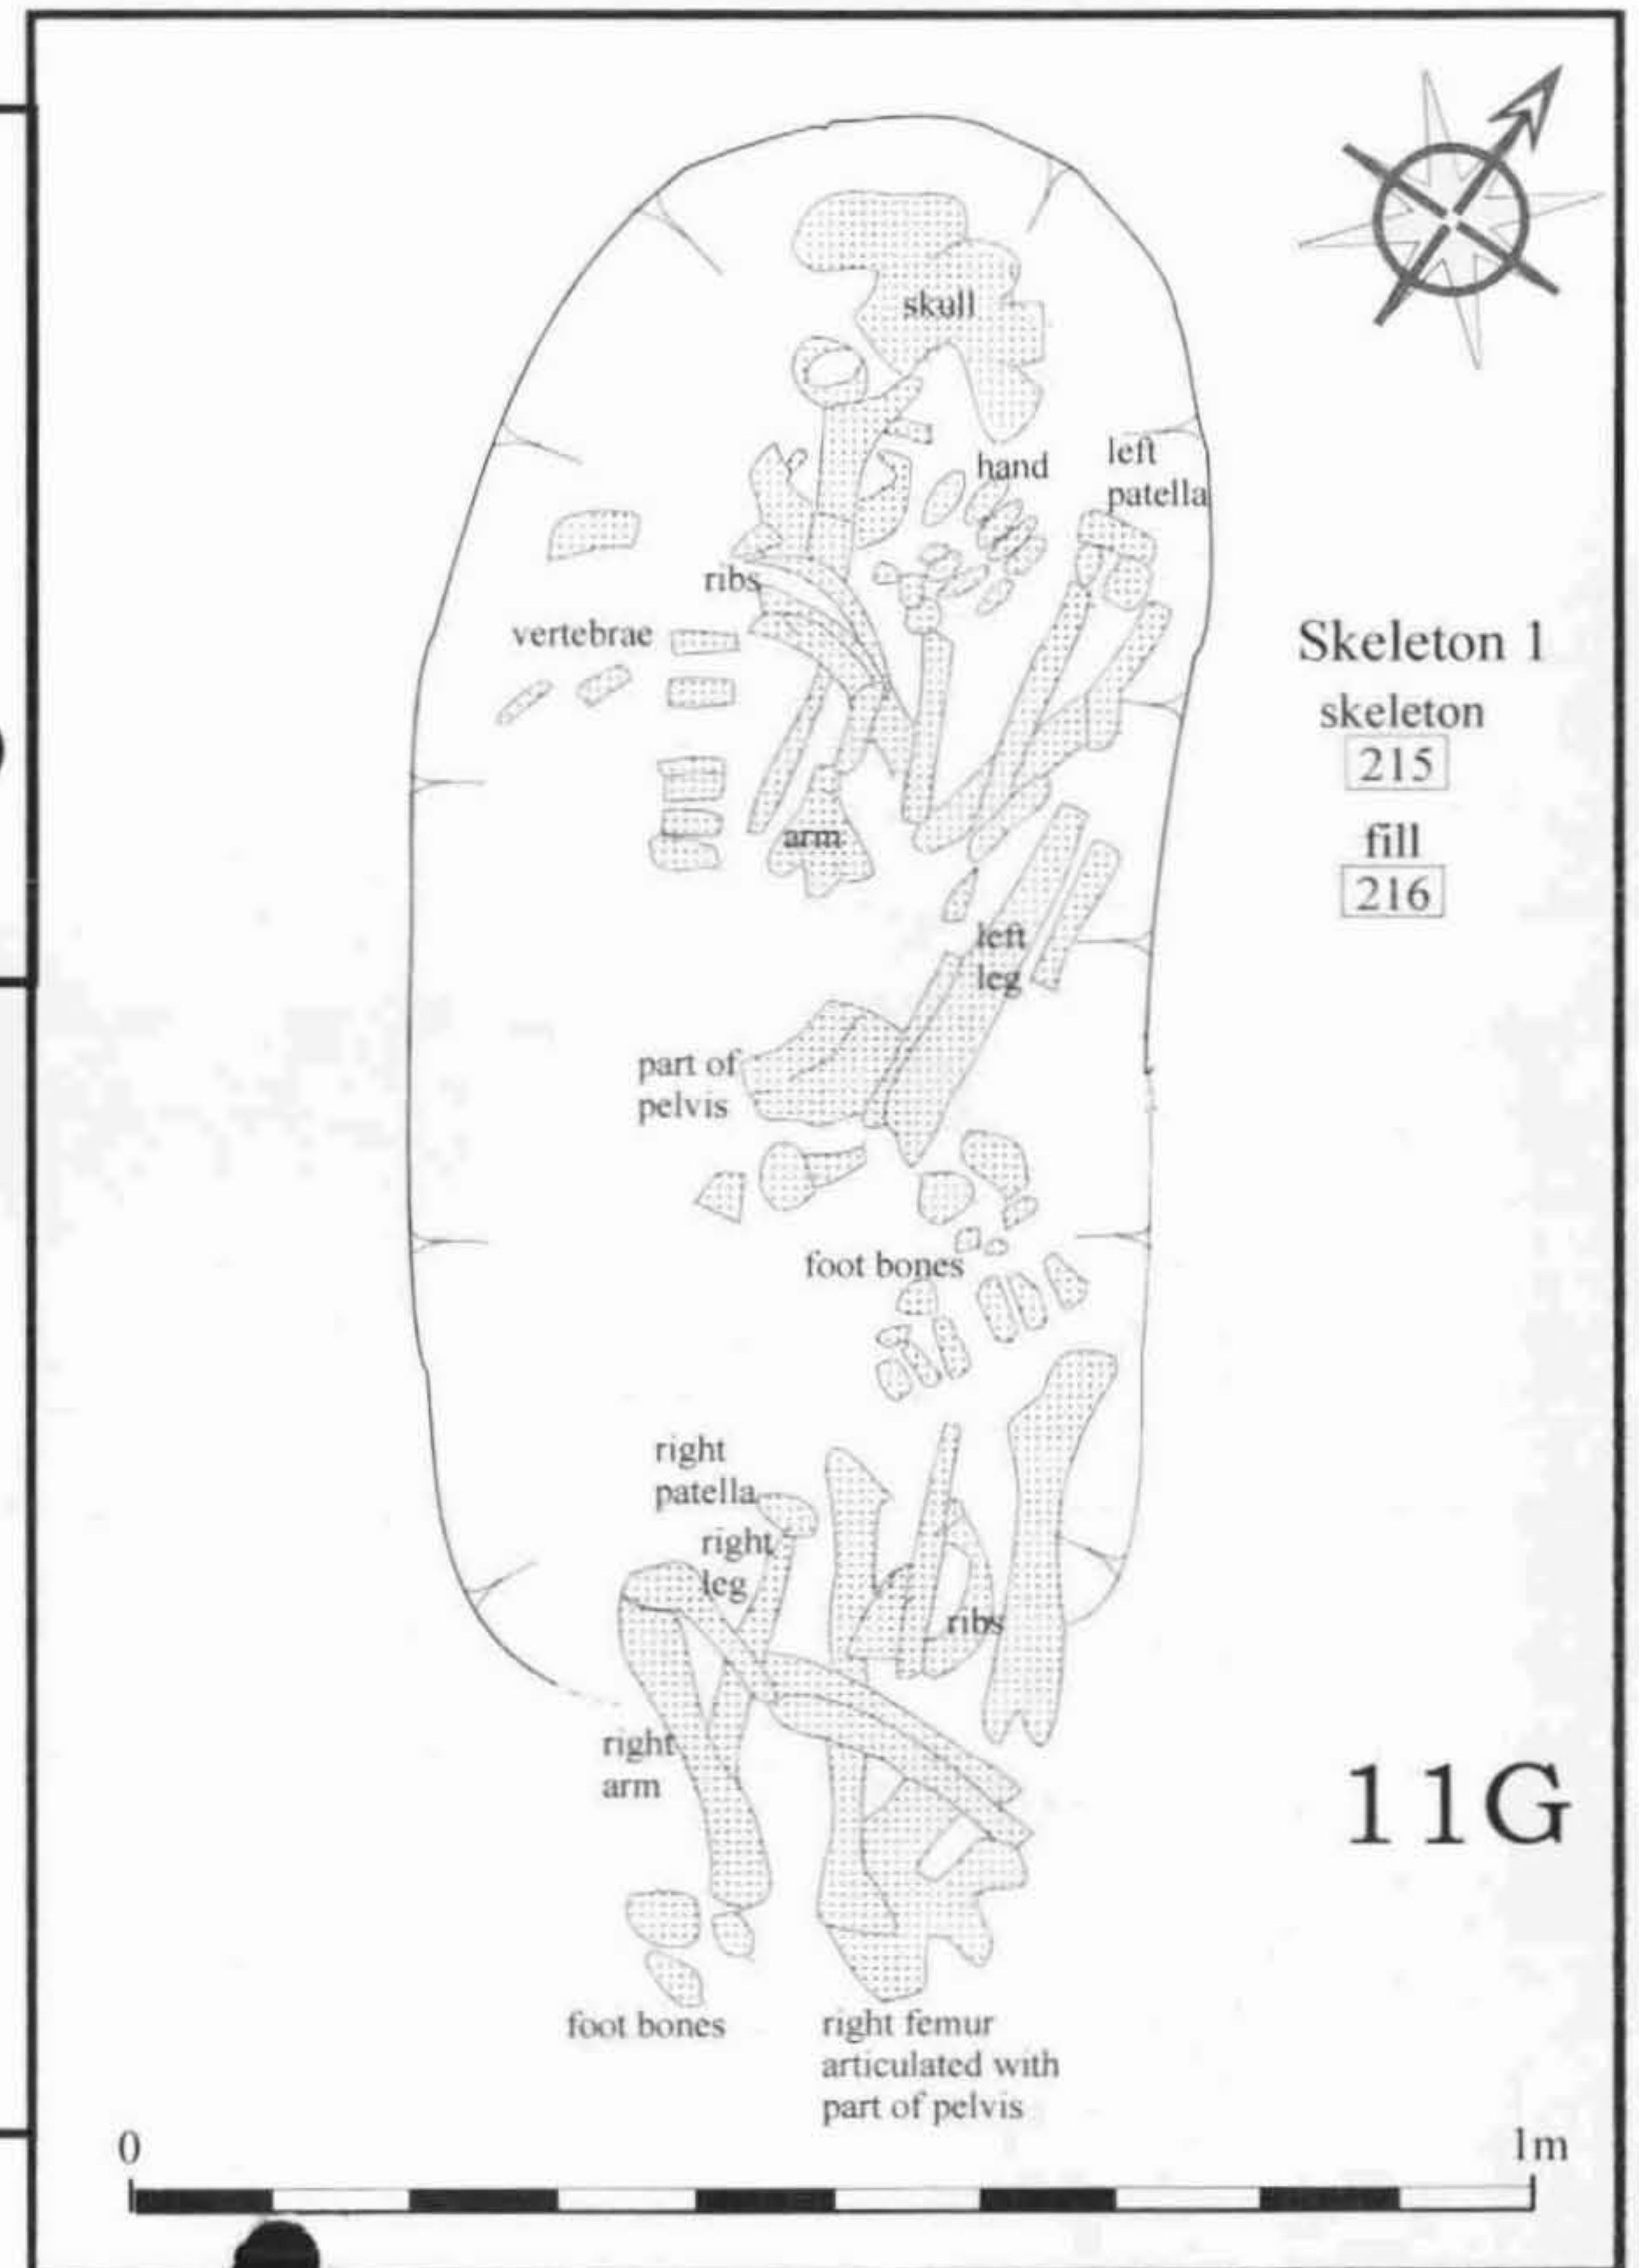 skull
hand
left
patella
ribs
vertebrae
Skeleton 1
skeleton
215
arm
fill
216
left
leg
part of
pelvis
foot bones
right
patella
right
leg
ribs
right
arm
11G
foot bones
right femur
articulated with
part of pelvis
0
1m